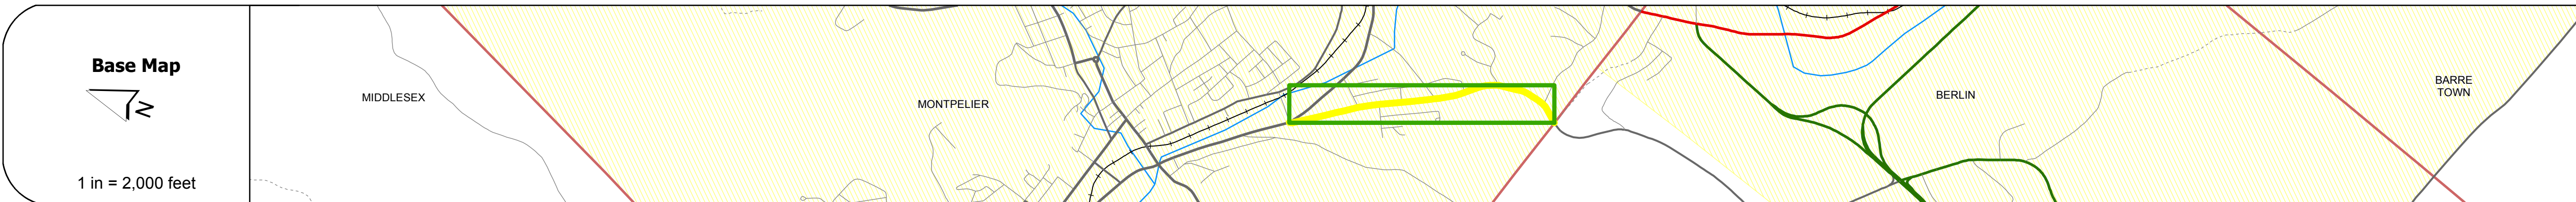 Base Map
N
1 in = 2,000 feet
MIDDLESEX
MONTPELIER
BERLIN
BARRE
TOWN